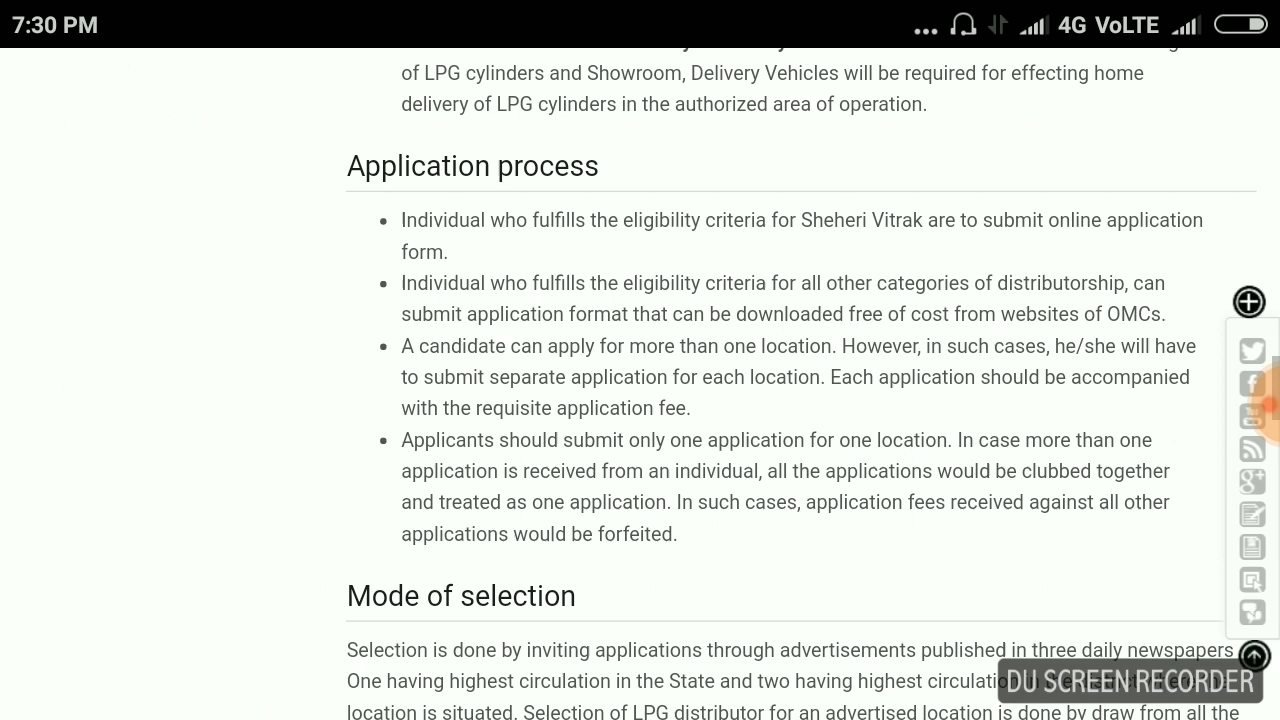 7:30 PM
4G VoLTE
of LPG cylinders and Showroom, Delivery Vehicles will be required for effecting home
delivery of LPG cylinders in the authorized area of operation.
Application process
Individual who fulfills the eligibility criteria for Sheheri Vitrak are to submit online application
form.
Individual who fulfills the eligibility criteria for all other categories of distributorship, can
submit application format that can be downloaded free of cost from websites of OMCs.
A candidate can apply for more than one location. However, in such cases, he/she will have
to submit separate application for each location. Each application should be accompanied
with the requisite application fee.
Applicants should submit only one application for one location. In case more than one
application is received from an individual, all the applications would be clubbed together
and treated as one application. In such cases, application fees received against all other
applications would be forfeited.
Mode of selection
Selection is done by inviting applications through advertisements published in three daily newspapers
One having highest circulation in the State and two having highest circulation
DU SCREEN RECORDER
location is situated. Selection of LPG distributor for an advertised location is done by draw from all the